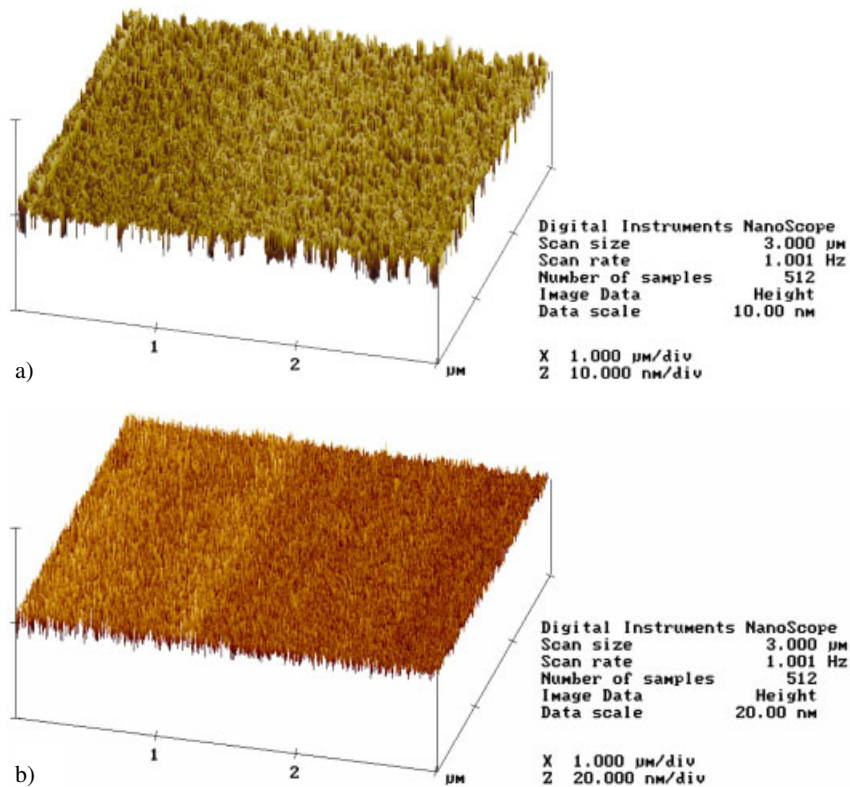 Digital Instruments NanoScope
Scan size 3.000 µm
Scan rate 1.001 Hz
Number of samples 512
Image Data Height
Data scale 10.00 nm
X 1.000 µm/div
Z 10.000 nm/div
1
2
µm
a)
Digital Instruments NanoScope
Scan size 3.000 µm
Scan rate 1.001 Hz
Number of samples 512
Image Data Height
Data scale 20.00 nm
X 1.000 µm/div
Z 20.000 nm/div
1
2
µm
b)